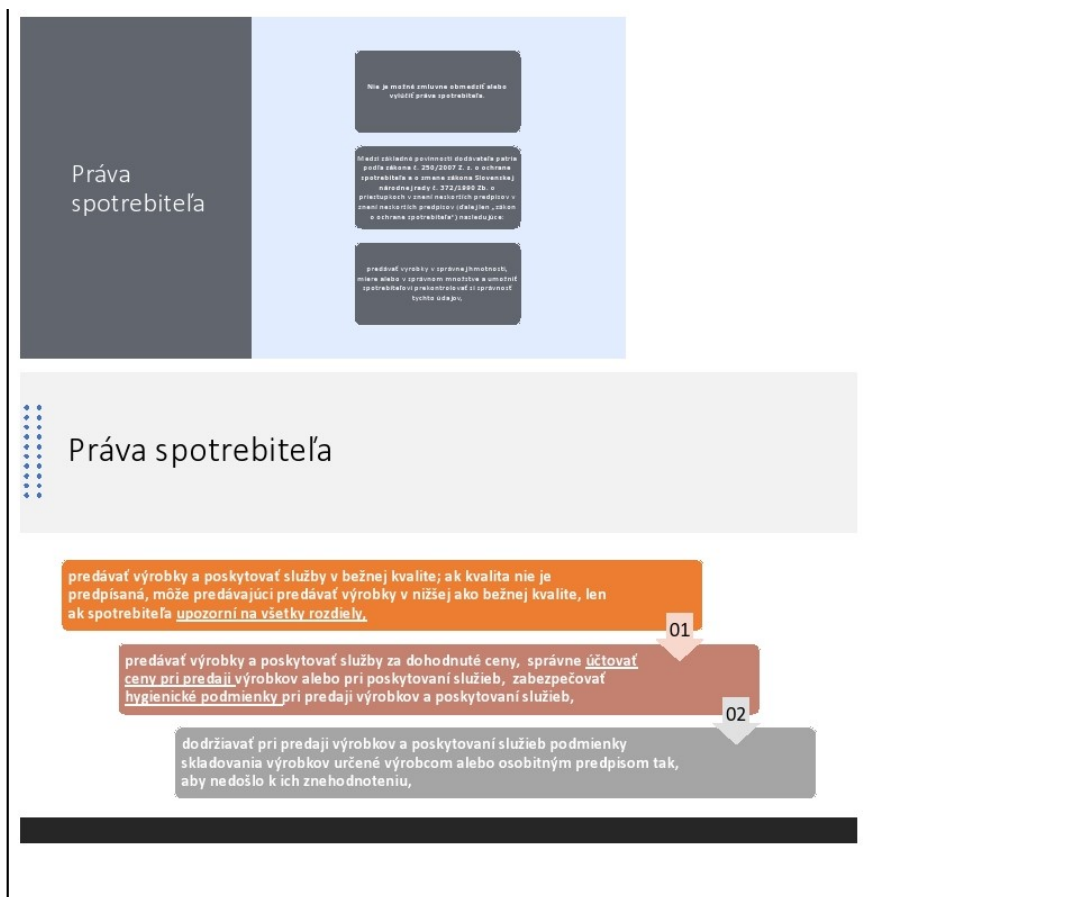 Práva
spotrebiteľa
Nie je možné zmluvne obmedziť alebo
vylúčiť práva spotrebiteľa.
Medzi základné povinnosti dodávateľa patria
podľa zákona č. 250/2007 Z. z. o ochrane
spotrebiteľa a o zmene zákona Slovenskej
národnej rady č. 372/1990 Zb. o
priestupkoch v znení neskorších predpisov v
znení neskorších predpisov (ďalej len „zákon
o ochrane spotrebiteľa“) nasledujúce:
predávať výrobky v správnej hmotnosti,
miere alebo v správnom množstve a umožniť
spotrebiteľovi prekontrolovať si správnosť
tychto údajov,
Práva spotrebiteľa
predávať výrobky a poskytovať služby v bežnej kvalite; ak kvalita nie je
predpísaná, môže predávajúci predávať výrobky v nižšej ako bežnej kvalite, len
ak spotrebiteľa upozorní na všetky rozdiely,
01
predávať výrobky a poskytovať služby za dohodnuté ceny, správne účtovať
ceny pri predaji výrobkov alebo pri poskytovaní služieb, zabezpečovať
hygienické podmienky pri predaji výrobkov a poskytovaní služieb,
02
dodržiavať pri predaji výrobkov a poskytovaní služieb podmienky
skladovania výrobkov určené výrobcom alebo osobitným predpisom tak,
aby nedošlo k ich znehodnoteniu,